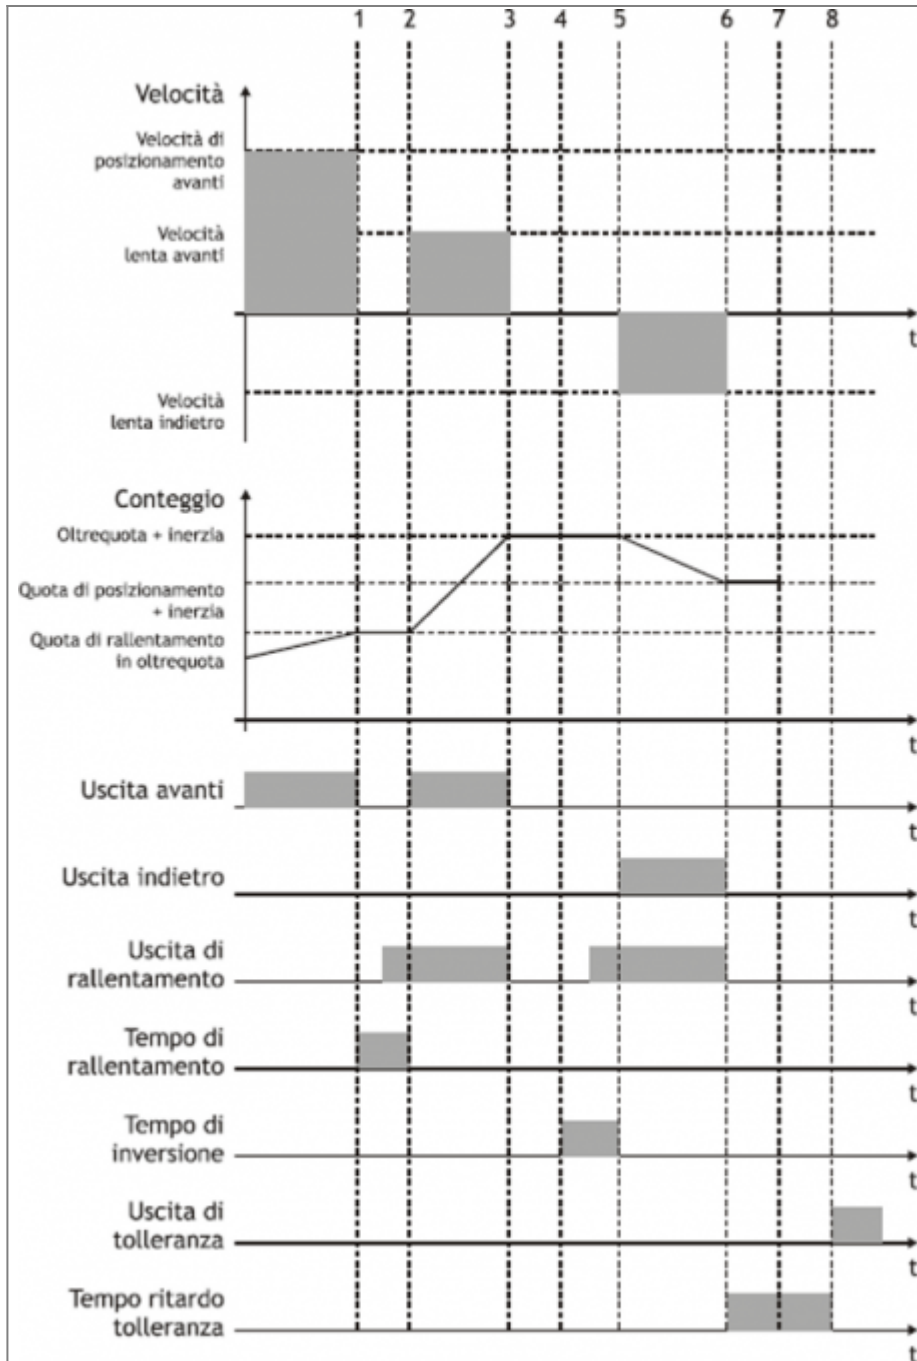 1 2 3 4 5 6 7 8
Velocità
Velocità di
posizionamento
avanti
Velocità
lenta avanti
t
Velocità
lenta indietro
Conteggio
Oltrequota + inerzia
Quota di posizionamento
+ inerzia
Quota di rallentamento
in oltrequota
t
Uscita avanti
t
Uscita indietro
t
Uscita di
rallentamento
t
Tempo di
rallentamento
t
Tempo di
inversione
t
Uscita di
tolleranza
t
Tempo ritardo
tolleranza
t